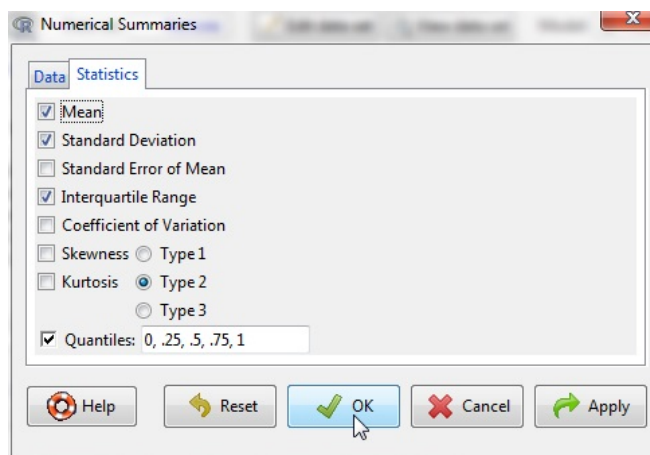 Numerical Summaries
Data Statistics
Mean
Standard Deviation
Standard Error of Mean
Interquartile Range
Coefficient of Variation
Skewness Type 1
Kurtosis Type 2
Type 3
Quantiles: 0, .25, .5, .75, 1
Help Reset OK Cancel Apply